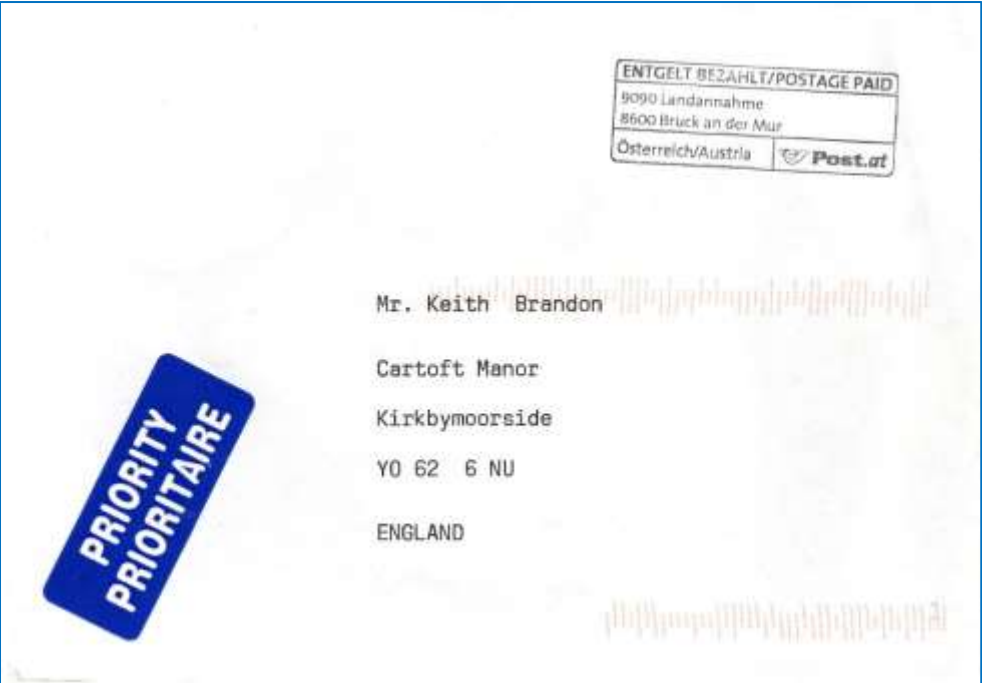 ENTGELT BEZAHLT/POSTAGE PAID
9090 Landannahme
8600 Bruck an der Mur
Österreich/Austria
Post.at
Mr. Keith Brandon
Cartoft Manor
Kirkbymoorside
YO 62 6 NU
ENGLAND
PRIORITY
PRIORITAIRE